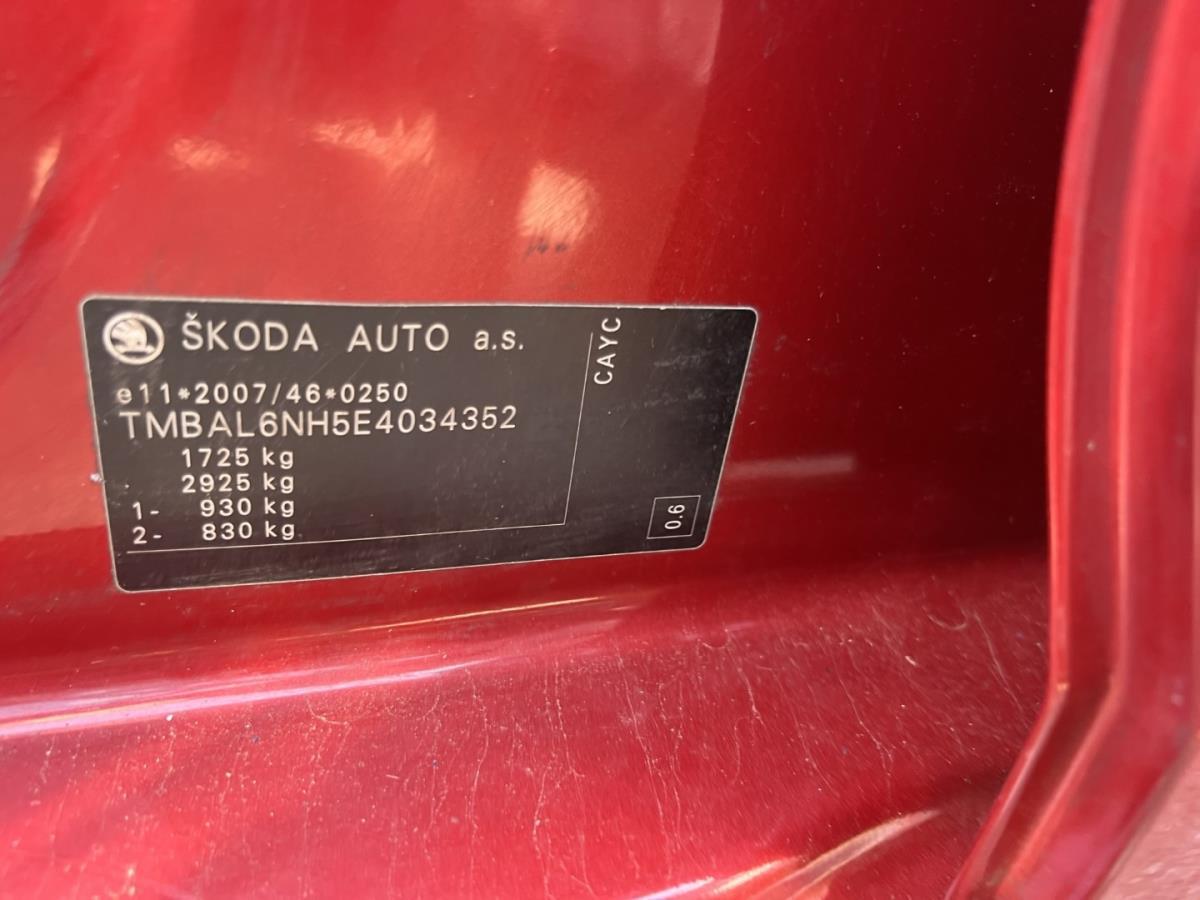 ŠKODA AUTO a.s.
e11*2007/46*0250
TMBAL6NH5E4034352
1725 kg
2925 kg
1- 930 kg
2- 830 kg
CAYC
0.6